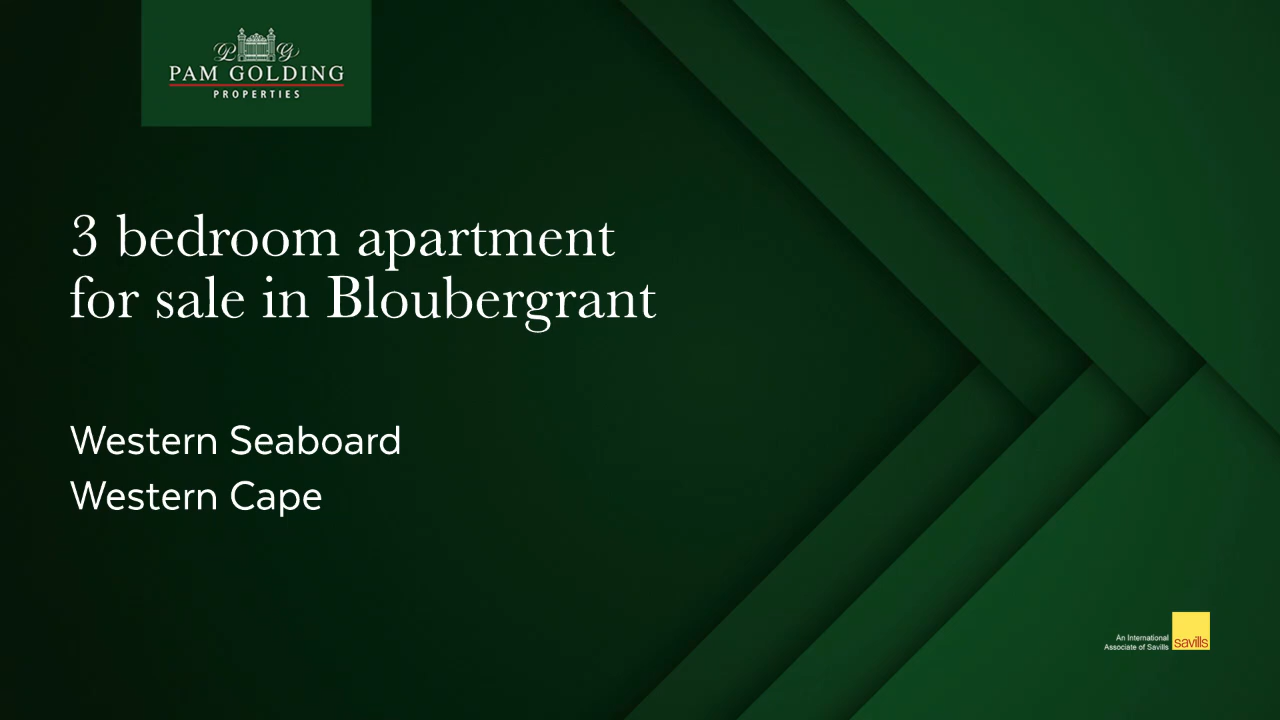 PG
PAM GOLDING
PROPERTIES
3 bedroom apartment
for sale in Bloubergrant
Western Seaboard
Western Cape
An International
Associate of Savills
savills